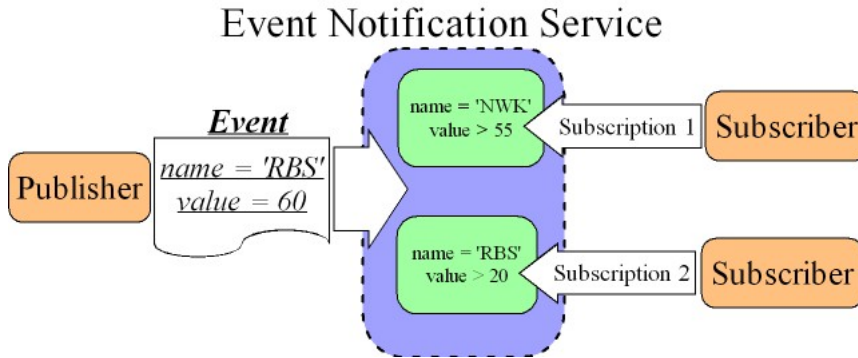 Event Notification Service
Publisher
Event
name = 'RBS'
value = 60
name = 'NWK'
value > 55
Subscription 1
Subscriber
name = 'RBS'
value > 20
Subscription 2
Subscriber